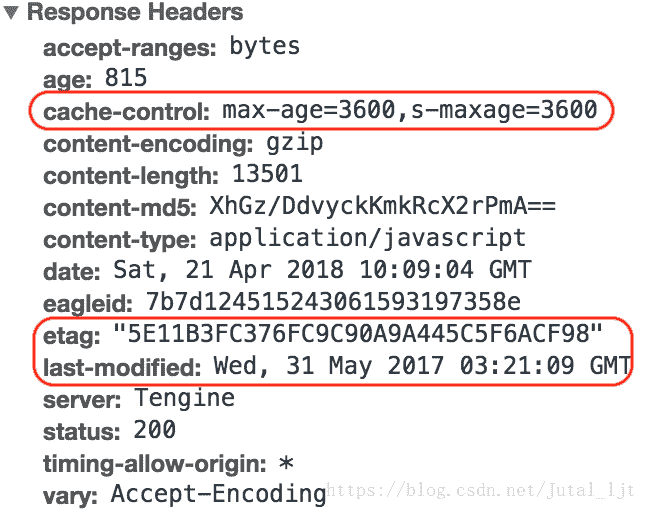 ▼ Response Headers
accept-ranges: bytes
age: 815
cache-control: max-age=3600,s-maxage=3600
content-encoding: gzip
content-length: 13501
content-md5: XhGz/DdvyckKmkRcX2rPmA==
content-type: application/javascript
date: Sat, 21 Apr 2018 10:09:04 GMT
eagleid: 7b7d124515243061593197358e
etag: "5E11B3FC376FC9C90A9A445C5F6ACF98"
last-modified: Wed, 31 May 2017 03:21:09 GMT
server: Tengine
status: 200
timing-allow-origin: *
vary: Accept-Encoding
https://blog.csdn.net/Jutal_ljt